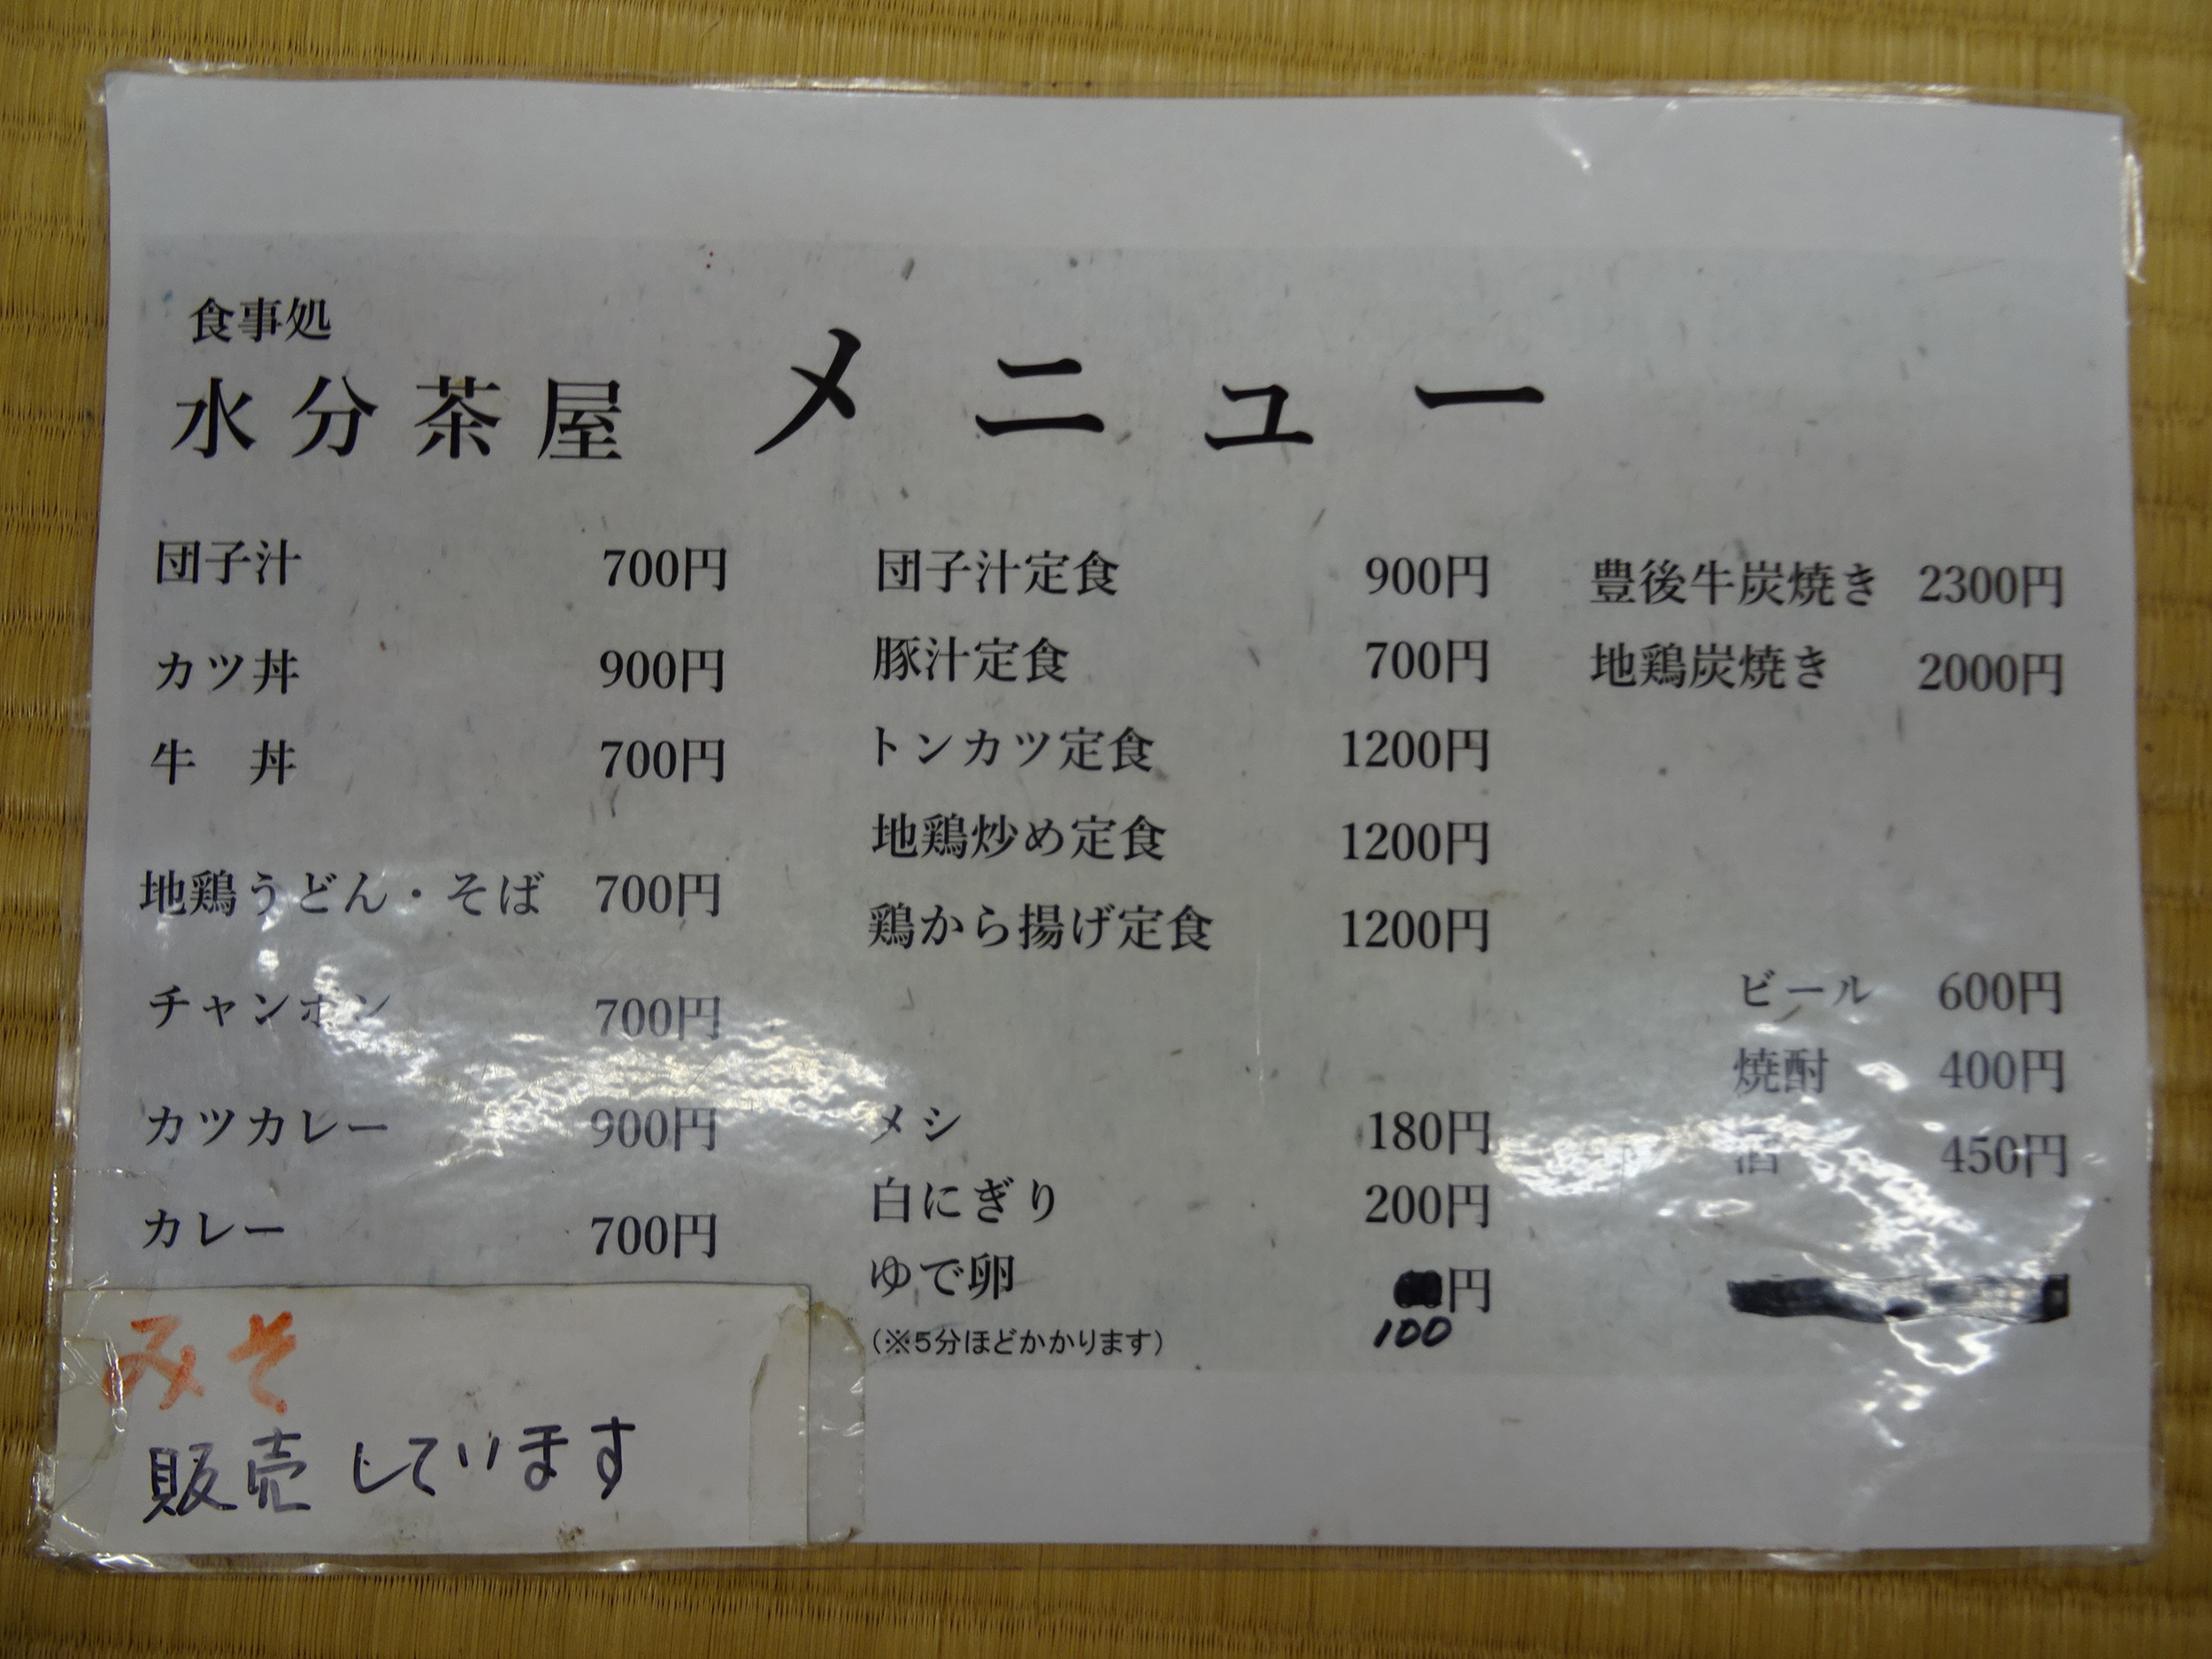 食事処
水分茶屋 メニュー
団子汁 700円
カツ丼 900円
牛 丼 700円
地鶏うどん・そば 700円
チャンポン 700円
カツカレー 900円
カレー 700円
みそ
販売しています
団子汁定食 900円
豚汁定食 700円
トンカツ定食 1200円
地鶏炒め定食 1200円
鶏から揚げ定食 1200円
メシ 180円
白にぎり 200円
ゆで卵 円
100
(※5分ほどかかります)
豊後牛炭焼き 2300円
地鶏炭焼き 2000円
ビール 600円
焼酎 400円
酒 450円